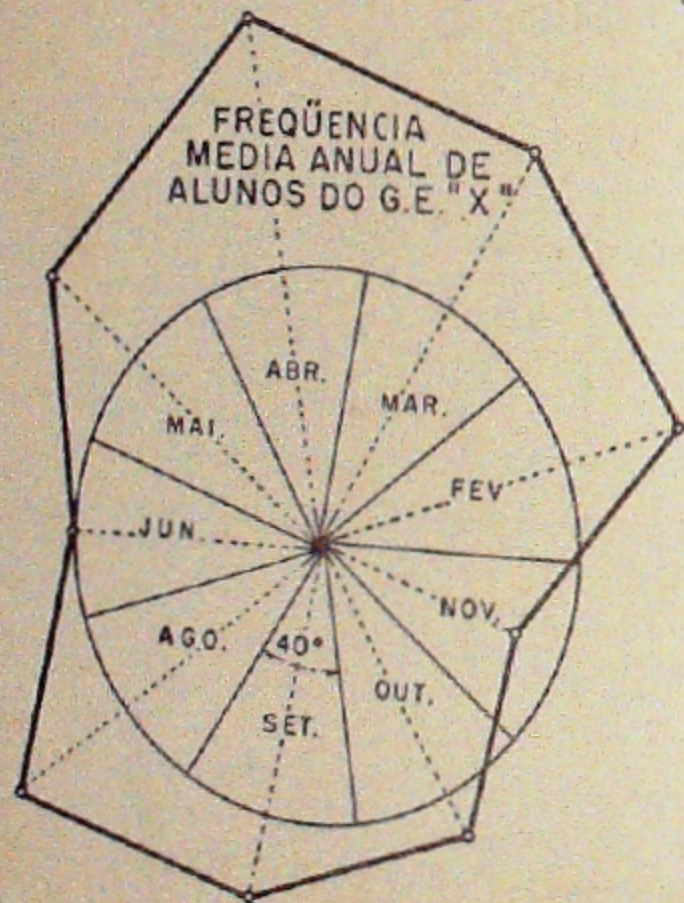 FREQÜENCIA
MEDIA ANUAL DE
ALUNOS DO G.E. "X"
ABR.
MAR.
MAI.
FEV
JUN
NOV.
AGO.
40°
OUT.
SET.